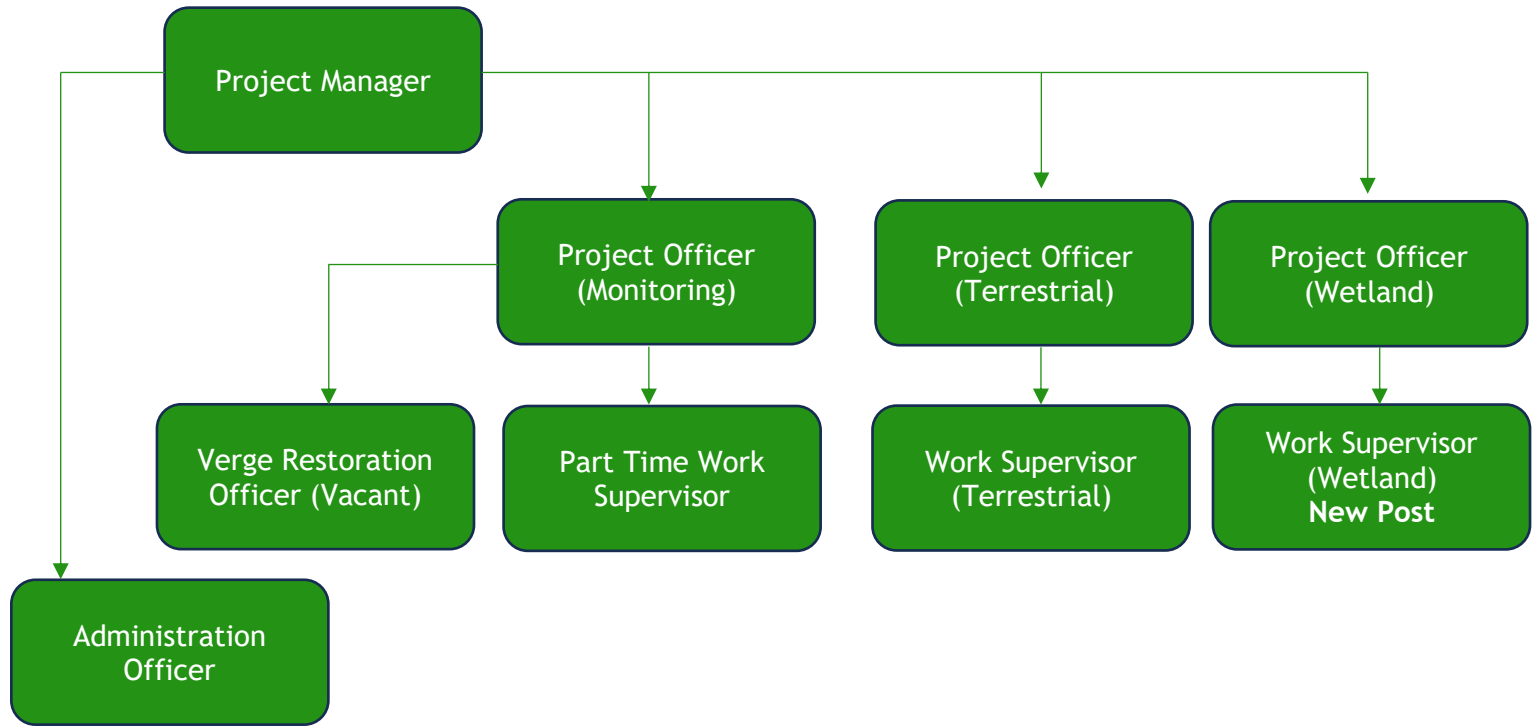 Project Manager
Project Officer
(Monitoring)
Project Officer
(Terrestrial)
Project Officer
(Wetland)
Verge Restoration
Officer (Vacant)
Part Time Work
Supervisor
Work Supervisor
(Terrestrial)
Work Supervisor
(Wetland)
New Post
Administration
Officer